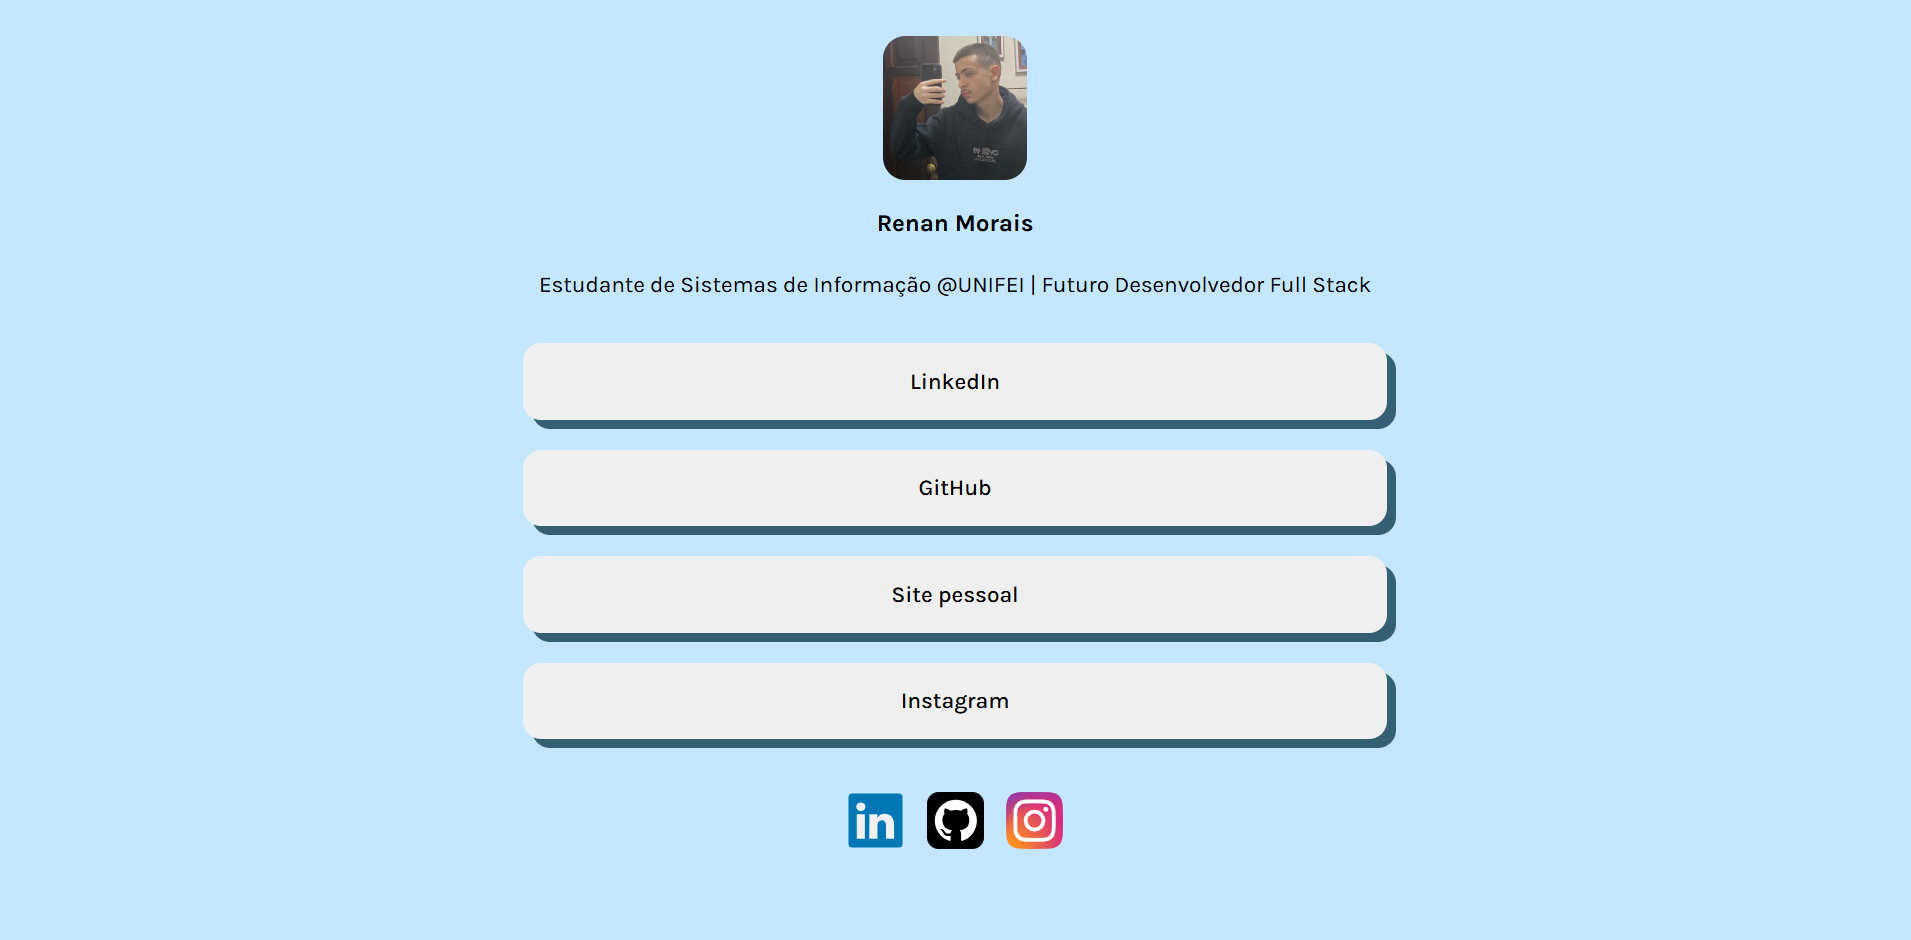 Renan Morais
Estudante de Sistemas de Informação @UNIFEI | Futuro Desenvolvedor Full Stack
LinkedIn
GitHub
Site pessoal
Instagram
in